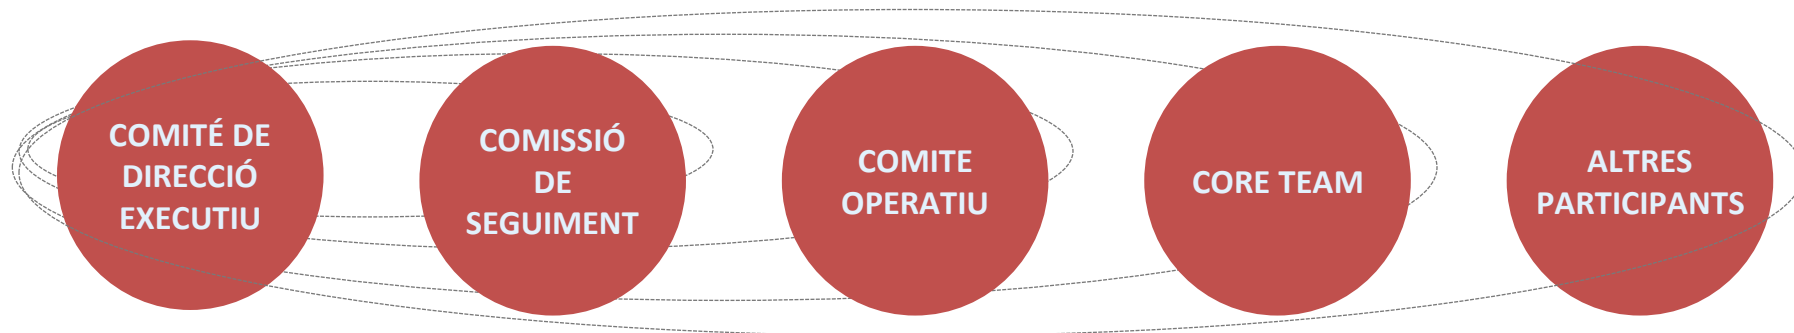 COMITÉ DE
DIRECCIÓ
EXECUTIU
COMISSIÓ
DE
SEGUIMENT
COMITE
OPERATIU
CORE TEAM
ALTRES
PARTICIPANTS